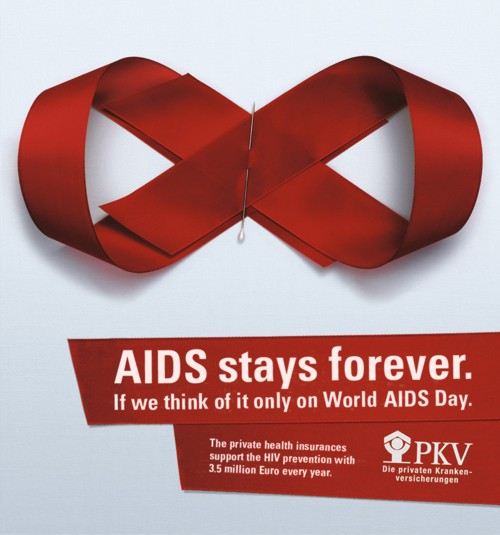 AIDS stays forever.
If we think of it only on World AIDS Day.
The private health insurances
support the HIV prevention with
3.5 million Euro every year.
PKV
Die privaten Kranken-
versicherungen